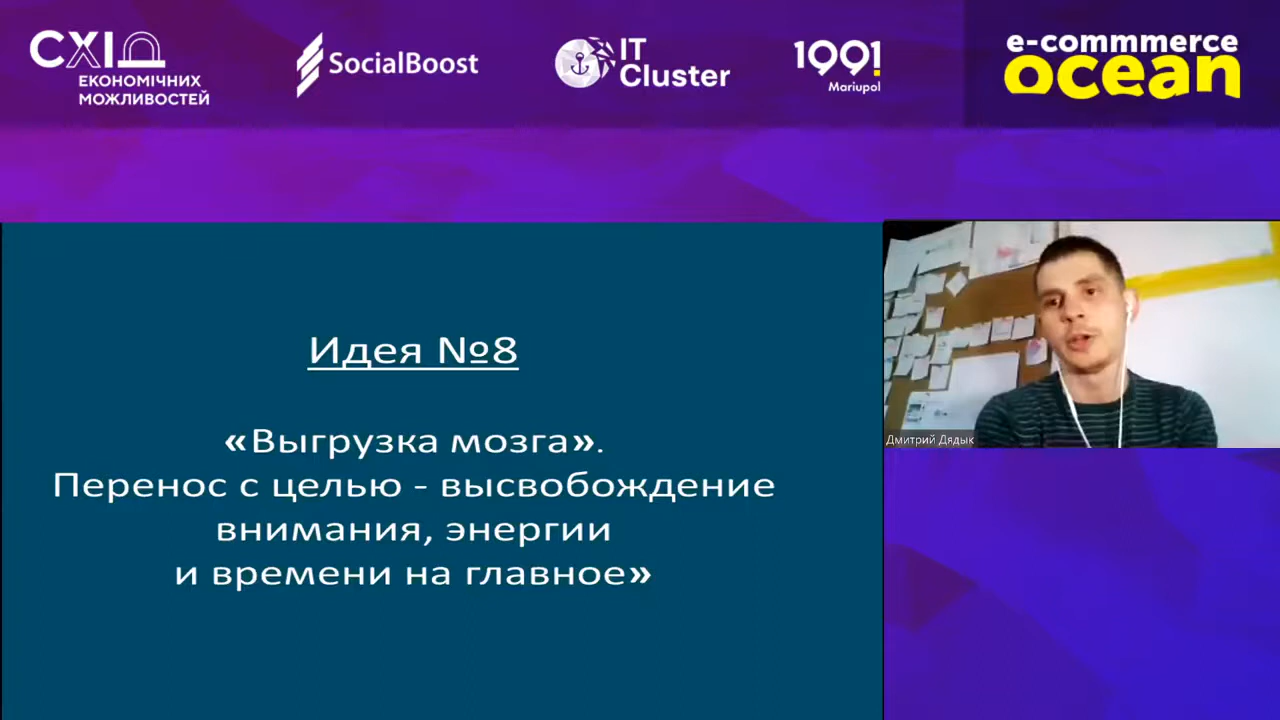 СХІД
ЕКОНОМІЧНИХ
МОЖЛИВОСТЕЙ
SocialBoost
IT
Cluster
1991
Mariupol
e-commmerce
ocean
Идея №8
«Выгрузка мозга».
Перенос с целью - высвобождение
внимания, энергии
и времени на главное»
Дмитрий Дядык